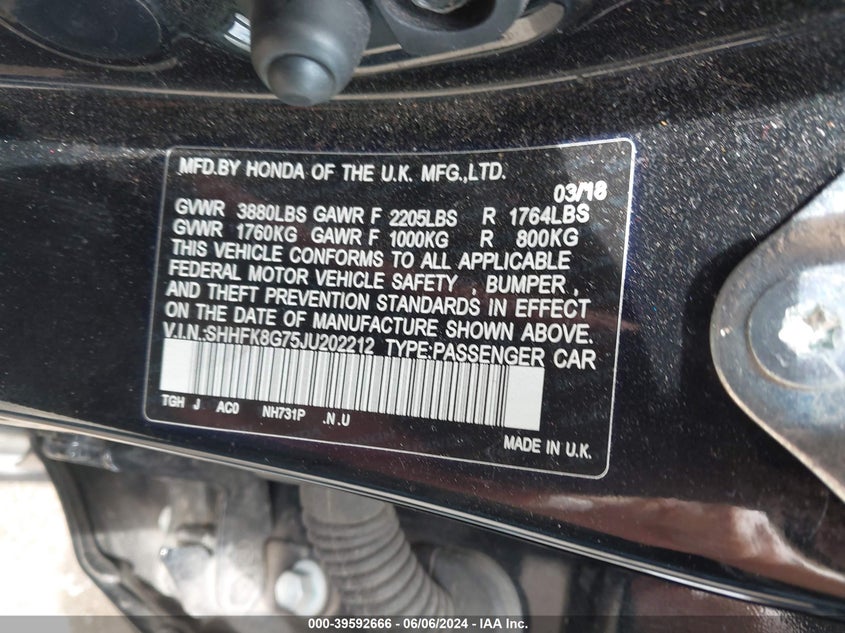 MFD.BY HONDA OF THE U.K. MFG.,LTD.
03/18
GVWR 3880LBS GAWR F 2205LBS R 1764LBS
GVWR 1760KG GAWR F 1000KG R 800KG
THIS VEHICLE CONFORMS TO ALL APPLICABLE
FEDERAL MOTOR VEHICLE SAFETY , BUMPER ,
AND THEFT PREVENTION STANDARDS IN EFFECT
ON THE DATE OF MANUFACTURE SHOWN ABOVE.
V.I.N.:SHHFK8G75JU202212 TYPE:PASSENGER CAR
TGH J AC0 NH731P .N .U
MADE IN U.K.
000-39592666 - 06/06/2024 - IAA Inc.